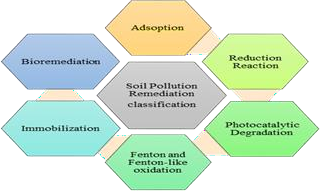 Adsoption
Bioremediation
Reduction
Reaction
Soil Pollution
Remediation
classification
Immobilization
Photocatalytic
Degradation
Fenton and
Fenton-like
oxidation